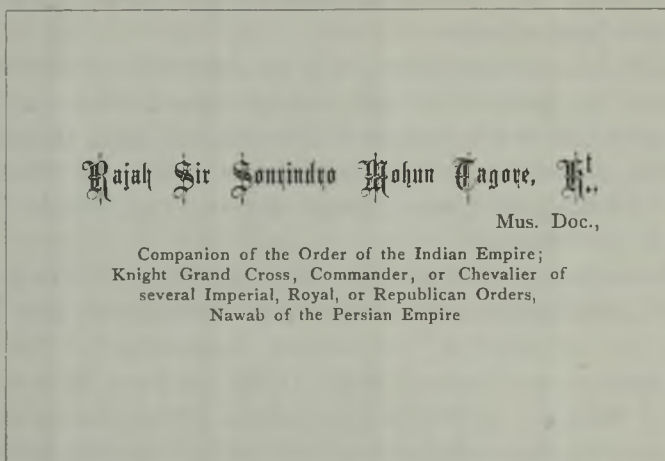 Rajah Sir Sourindro Mohun Tagore, Kt.,
Mus. Doc.,
Companion of the Order of the Indian Empire;
Knight Grand Cross, Commander, or Chevalier of
several Imperial, Royal, or Republican Orders,
Nawab of the Persian Empire